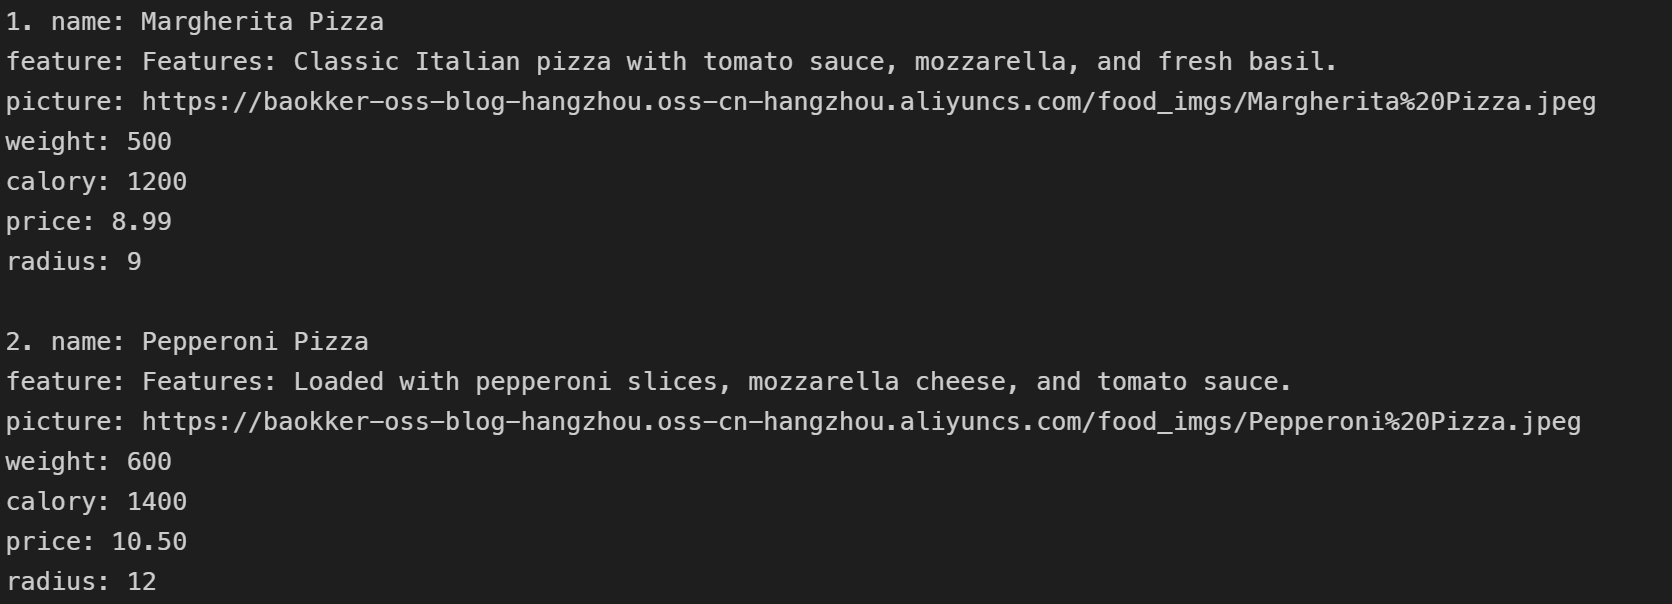 1. name: Margherita Pizza
feature: Features: Classic Italian pizza with tomato sauce, mozzarella, and fresh basil.
picture: https://baokker-oss-blog-hangzhou.oss-cn-hangzhou.aliyuncs.com/food_imgs/Margherita%20Pizza.jpeg
weight: 500
calory: 1200
price: 8.99
radius: 9
2. name: Pepperoni Pizza
feature: Features: Loaded with pepperoni slices, mozzarella cheese, and tomato sauce.
picture: https://baokker-oss-blog-hangzhou.oss-cn-hangzhou.aliyuncs.com/food_imgs/Pepperoni%20Pizza.jpeg
weight: 600
calory: 1400
price: 10.50
radius: 12